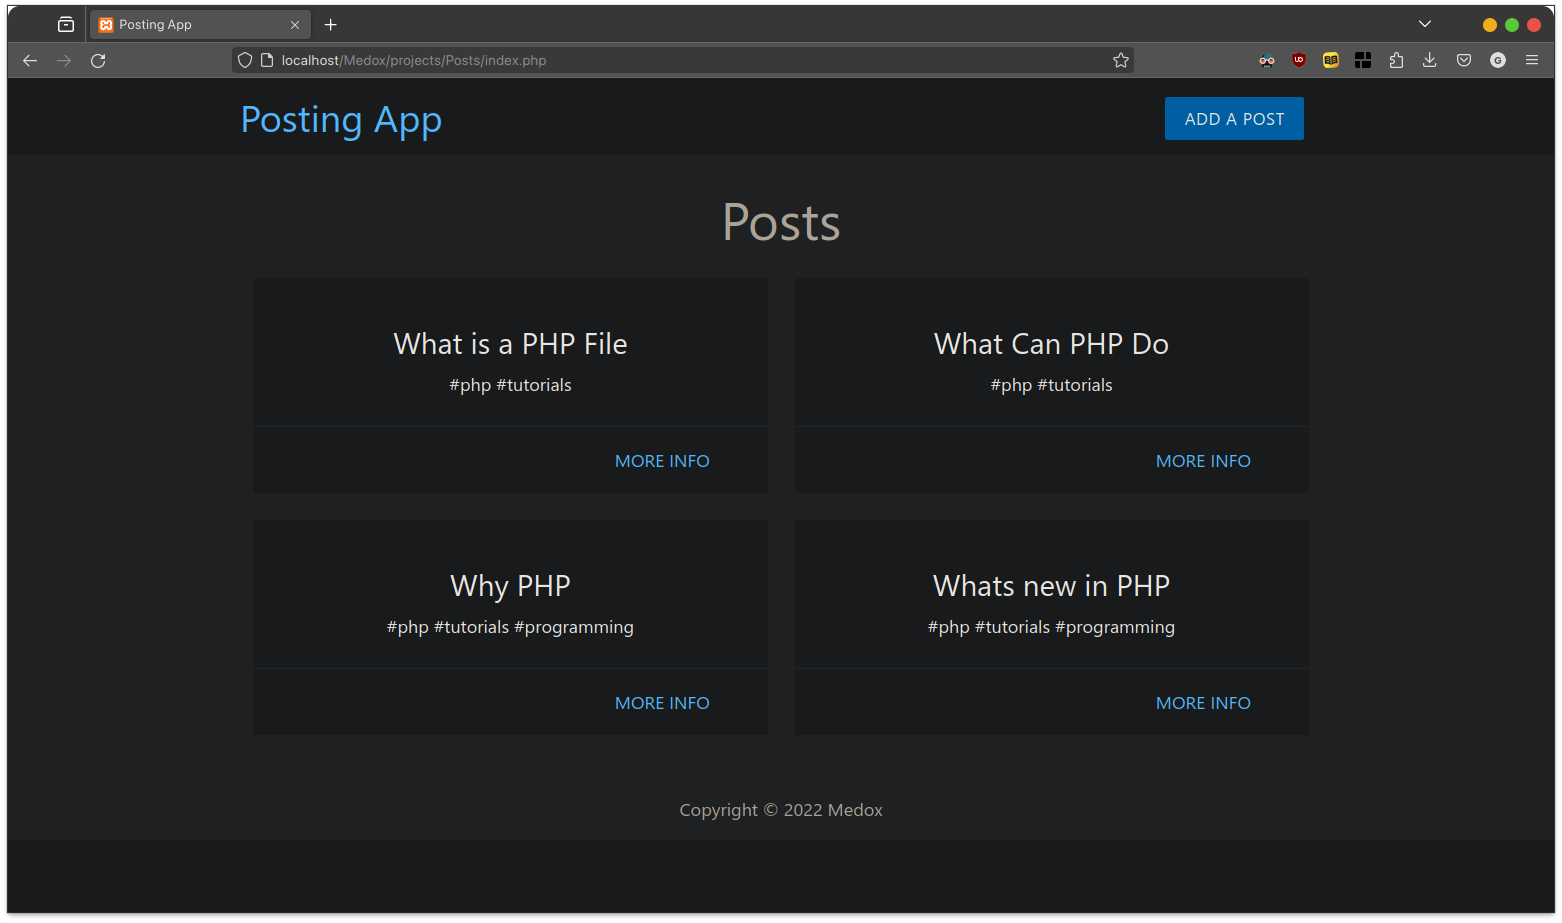 Posting App
localhost/Medox/projects/Posts/index.php
Posting App
ADD A POST
Posts
What is a PHP File
#php #tutorials
MORE INFO
What Can PHP Do
#php #tutorials
MORE INFO
Why PHP
#php #tutorials #programming
MORE INFO
Whats new in PHP
#php #tutorials #programming
MORE INFO
Copyright © 2022 Medox